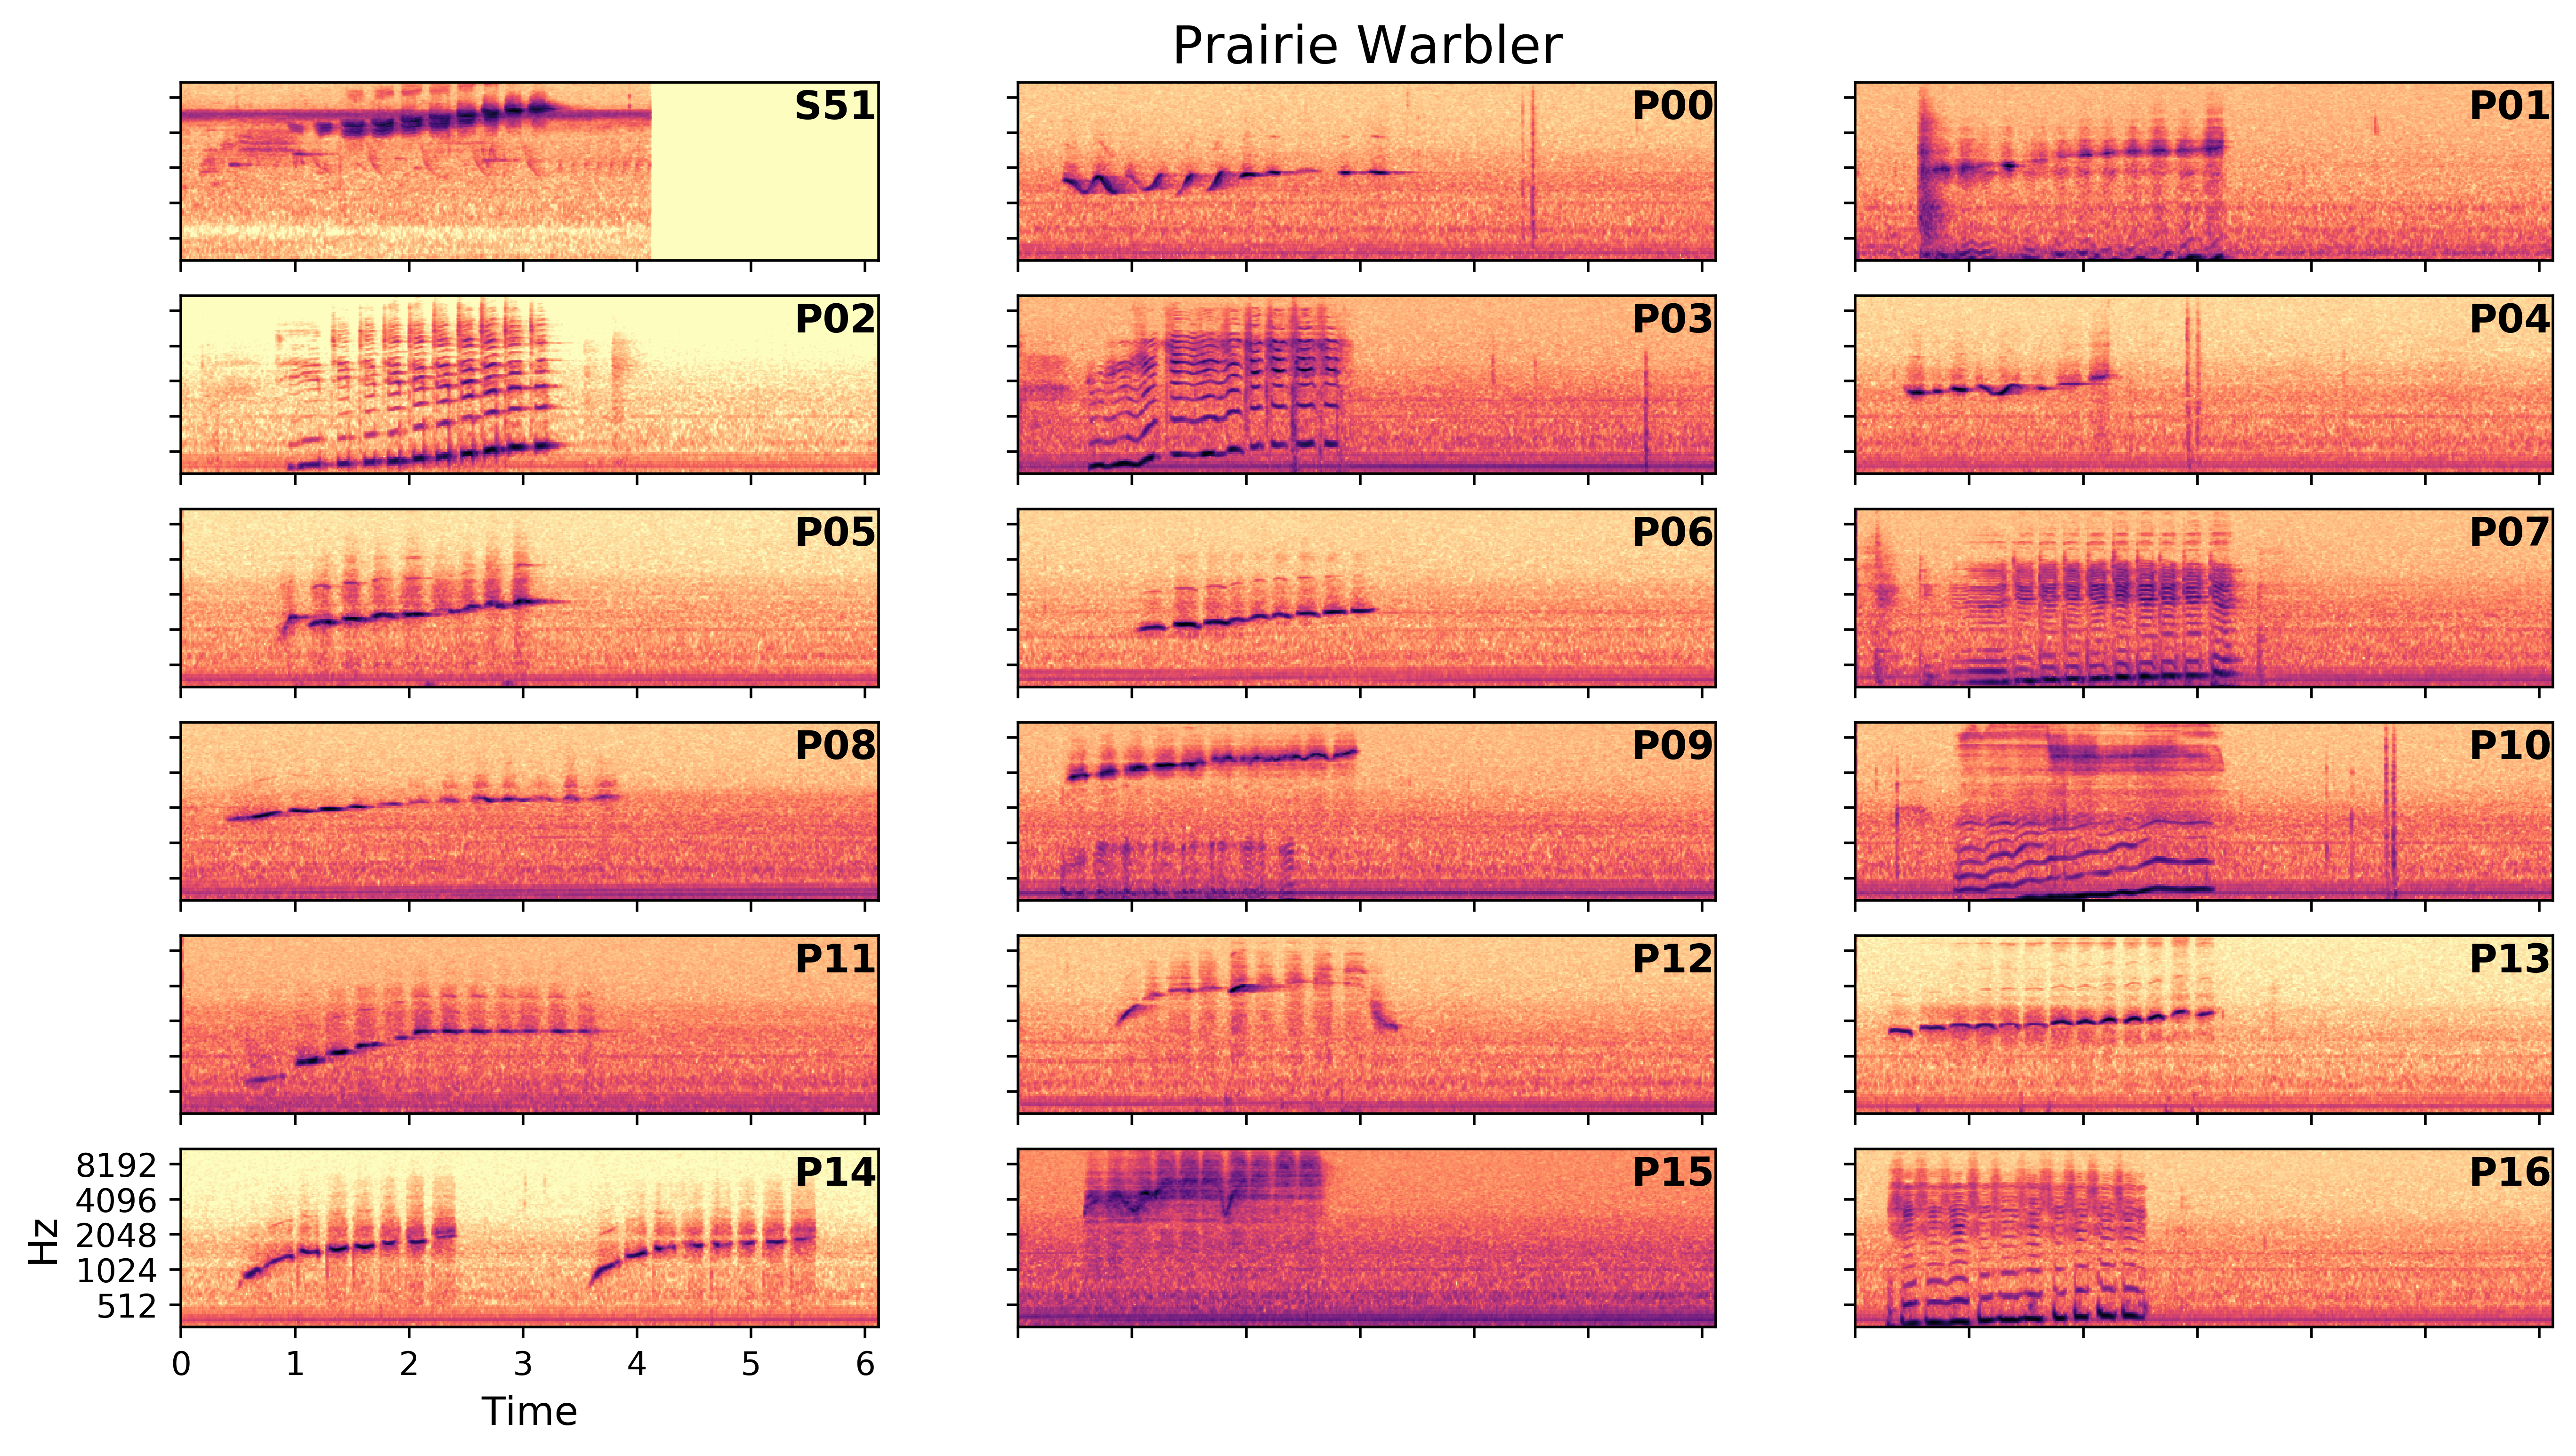 Prairie Warbler
S51
P00
P01
P02
P03
P04
P05
P06
P07
P08
P09
P10
P11
P12
P13
P14
P15
P16
8192
4096
2048
1024
512
Hz
0 1 2 3 4 5 6
Time